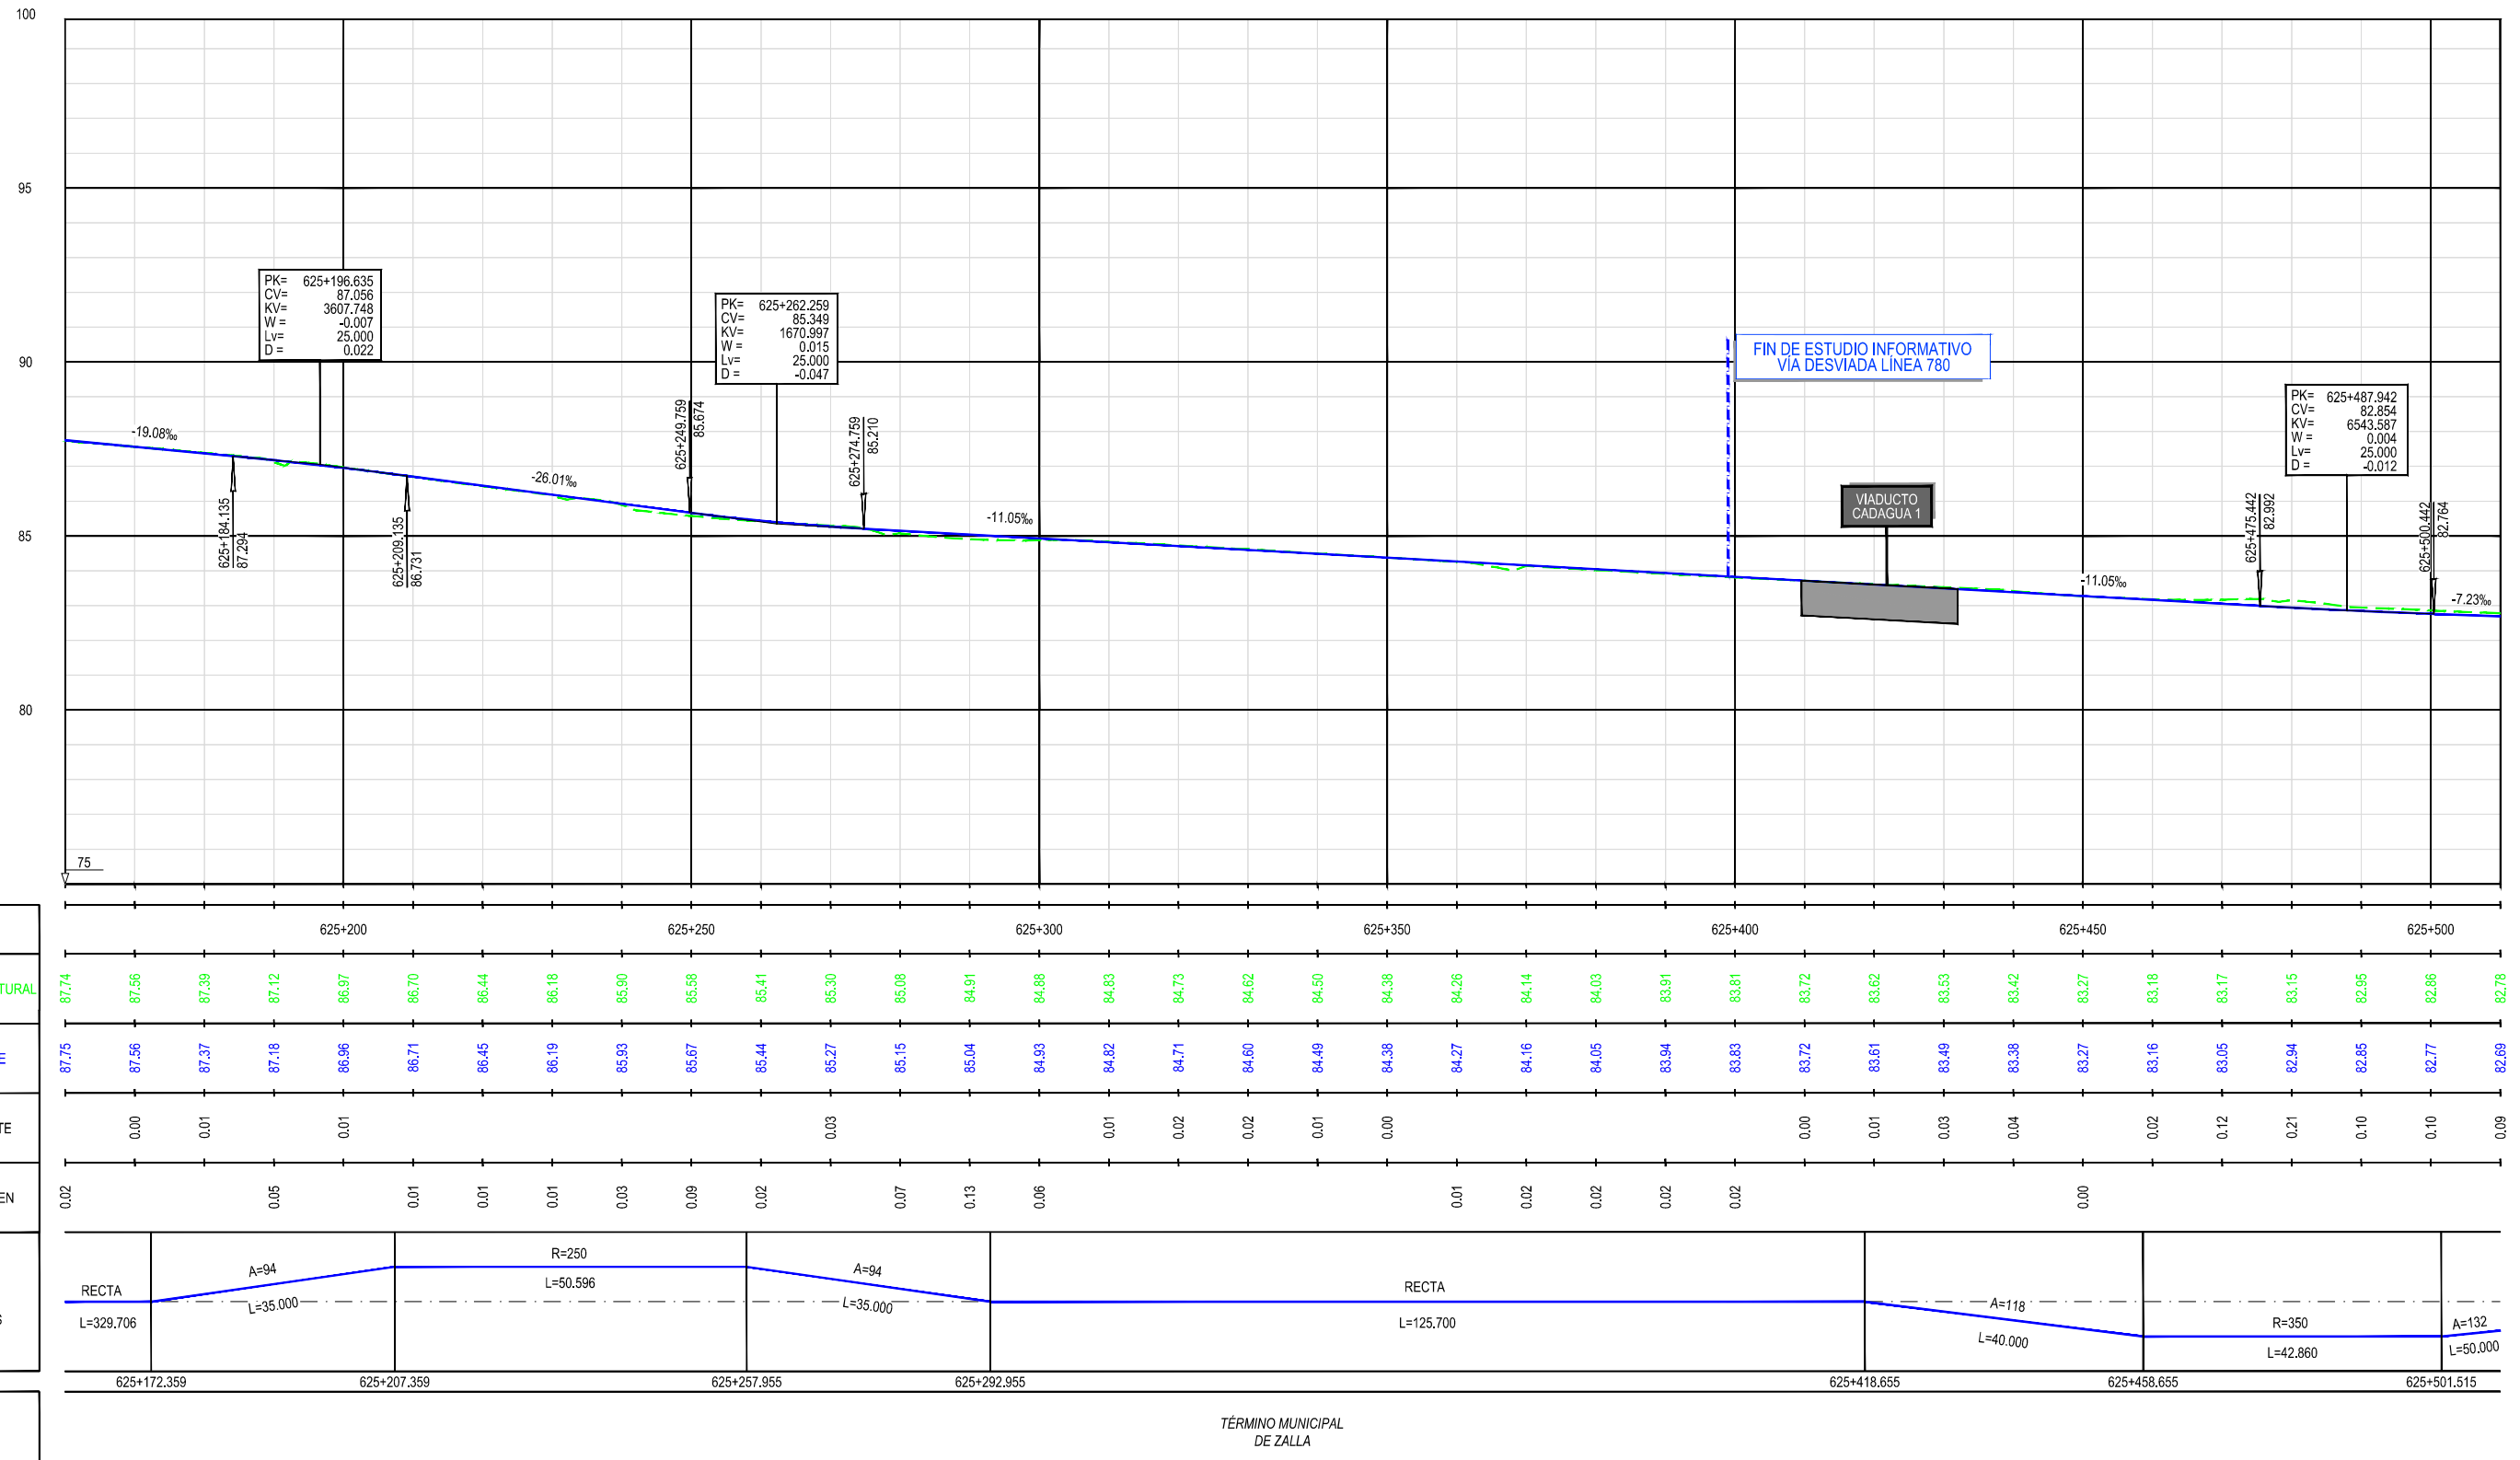 100
95
90
85
80
75
PK= 625+196.635
CV= 87.056
KV= 3607.748
W = -0.007
Lv= 25.000
D = 0.022
PK= 625+262.259
CV= 85.349
KV= 1670.997
W = 0.015
Lv= 25.000
D = -0.047
FIN DE ESTUDIO INFORMATIVO
VÍA DESVIADA LÍNEA 780
PK= 625+487.942
CV= 82.854
KV= 6543.587
W = 0.004
Lv= 25.000
D = -0.012
VIADUCTO
CADAGUA 1
-19.08‰
625+184.135
87.294
625+209.135
86.731
-26.01‰
625+249.759
85.674
625+274.759
85.210
-11.05‰
-11.05‰
625+475.442
82.992
625+500.442
82.764
-7.23‰
625+200 625+250 625+300 625+350 625+400 625+450 625+500
TURAL 87.74 87.56 87.39 87.12 86.97 86.70 86.44 86.18 85.90 85.58 85.41 85.30 85.08 84.91 84.88 84.83 84.73 84.62 84.50 84.38 84.26 84.14 84.03 83.91 83.81 83.72 83.62 83.53 83.42 83.27 83.18 83.17 83.15 82.95 82.86 82.78
E 87.75 87.56 87.37 87.18 86.96 86.71 86.45 86.19 85.93 85.67 85.44 85.27 85.15 85.04 84.93 84.82 84.71 84.60 84.49 84.38 84.27 84.16 84.05 83.94 83.83 83.72 83.61 83.49 83.38 83.27 83.16 83.05 82.94 82.85 82.77 82.69
TE 0.00 0.01 0.01 0.03 0.01 0.02 0.02 0.01 0.00 0.00 0.01 0.03 0.04 0.02 0.12 0.21 0.10 0.10 0.09
EN 0.02 0.05 0.01 0.01 0.01 0.03 0.09 0.02 0.07 0.13 0.06 0.01 0.02 0.02 0.02 0.02 0.00
S
RECTA
L=329.706
A=94
L=35.000
R=250
L=50.596
A=94
L=35.000
RECTA
L=125.700
A=118
L=40.000
R=350
L=42.860
A=132
L=50.000
625+172.359 625+207.359 625+257.955 625+292.955 625+418.655 625+458.655 625+501.515
TÉRMINO MUNICIPAL
DE ZALLA